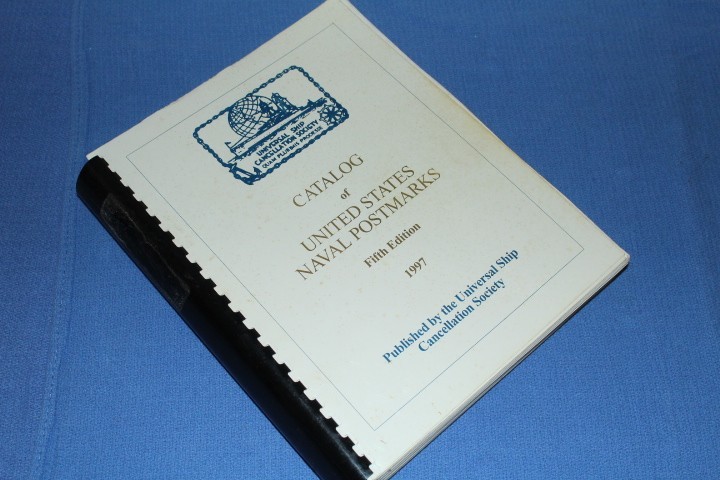 UNIVERSAL SHIP
CANCELLATION SOCIETY
CATALOG
of
UNITED STATES
NAVAL POSTMARKS
Fifth Edition
1997
Published by the Universal Ship
Cancellation Society